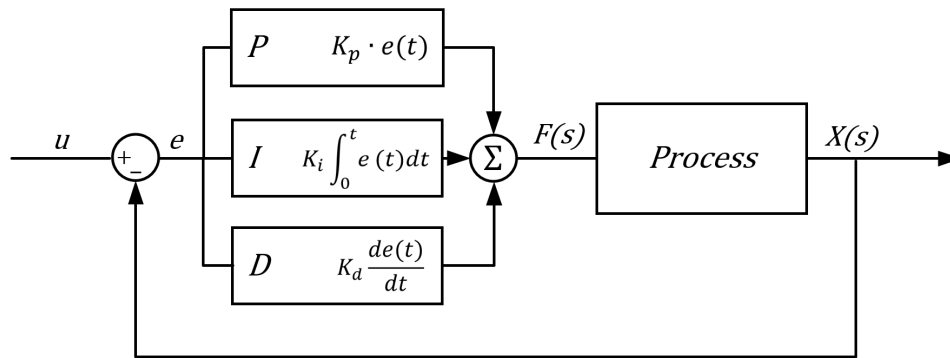 P K_p · e(t)
u + − e I K_i ∫_0^t e (t)dt Σ F(s) Process X(s)
D K_d de(t)/dt